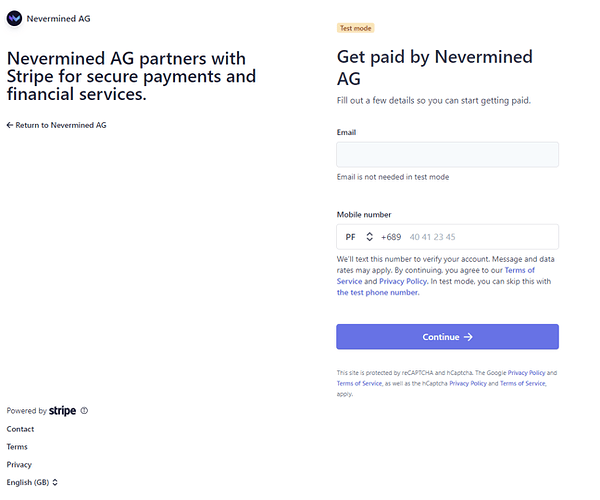 Nevermined AG
Nevermined AG partners with
Stripe for secure payments and
financial services.
← Return to Nevermined AG
Powered by stripe
Contact
Terms
Privacy
English (GB)
Test mode
Get paid by Nevermined
AG
Fill out a few details so you can start getting paid.
Email
Email is not needed in test mode
Mobile number
PF +689 40 41 23 45
We'll text this number to verify your account. Message and data
rates may apply. By continuing, you agree to our Terms of
Service and Privacy Policy. In test mode, you can skip this with
the test phone number.
Continue →
This site is protected by reCAPTCHA and hCaptcha. The Google Privacy Policy and
Terms of Service, as well as the hCaptcha Privacy Policy and Terms of Service,
apply.